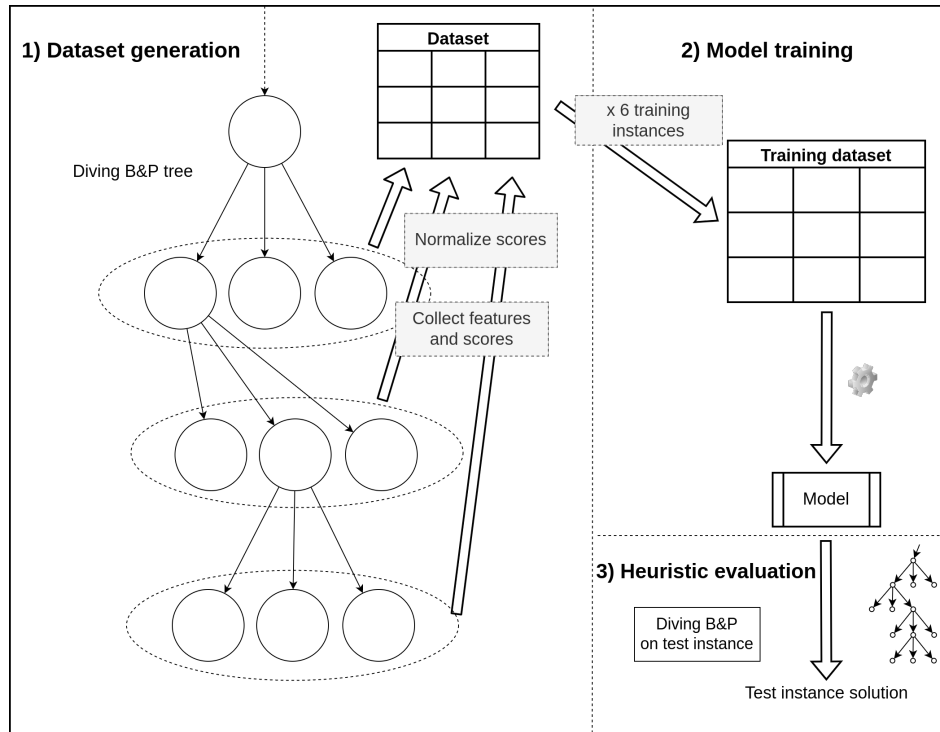 1) Dataset generation
Dataset
2) Model training
x 6 training
instances
Training dataset
Diving B&P tree
Normalize scores
Collect features
and scores
Model
3) Heuristic evaluation
Diving B&P
on test instance
Test instance solution